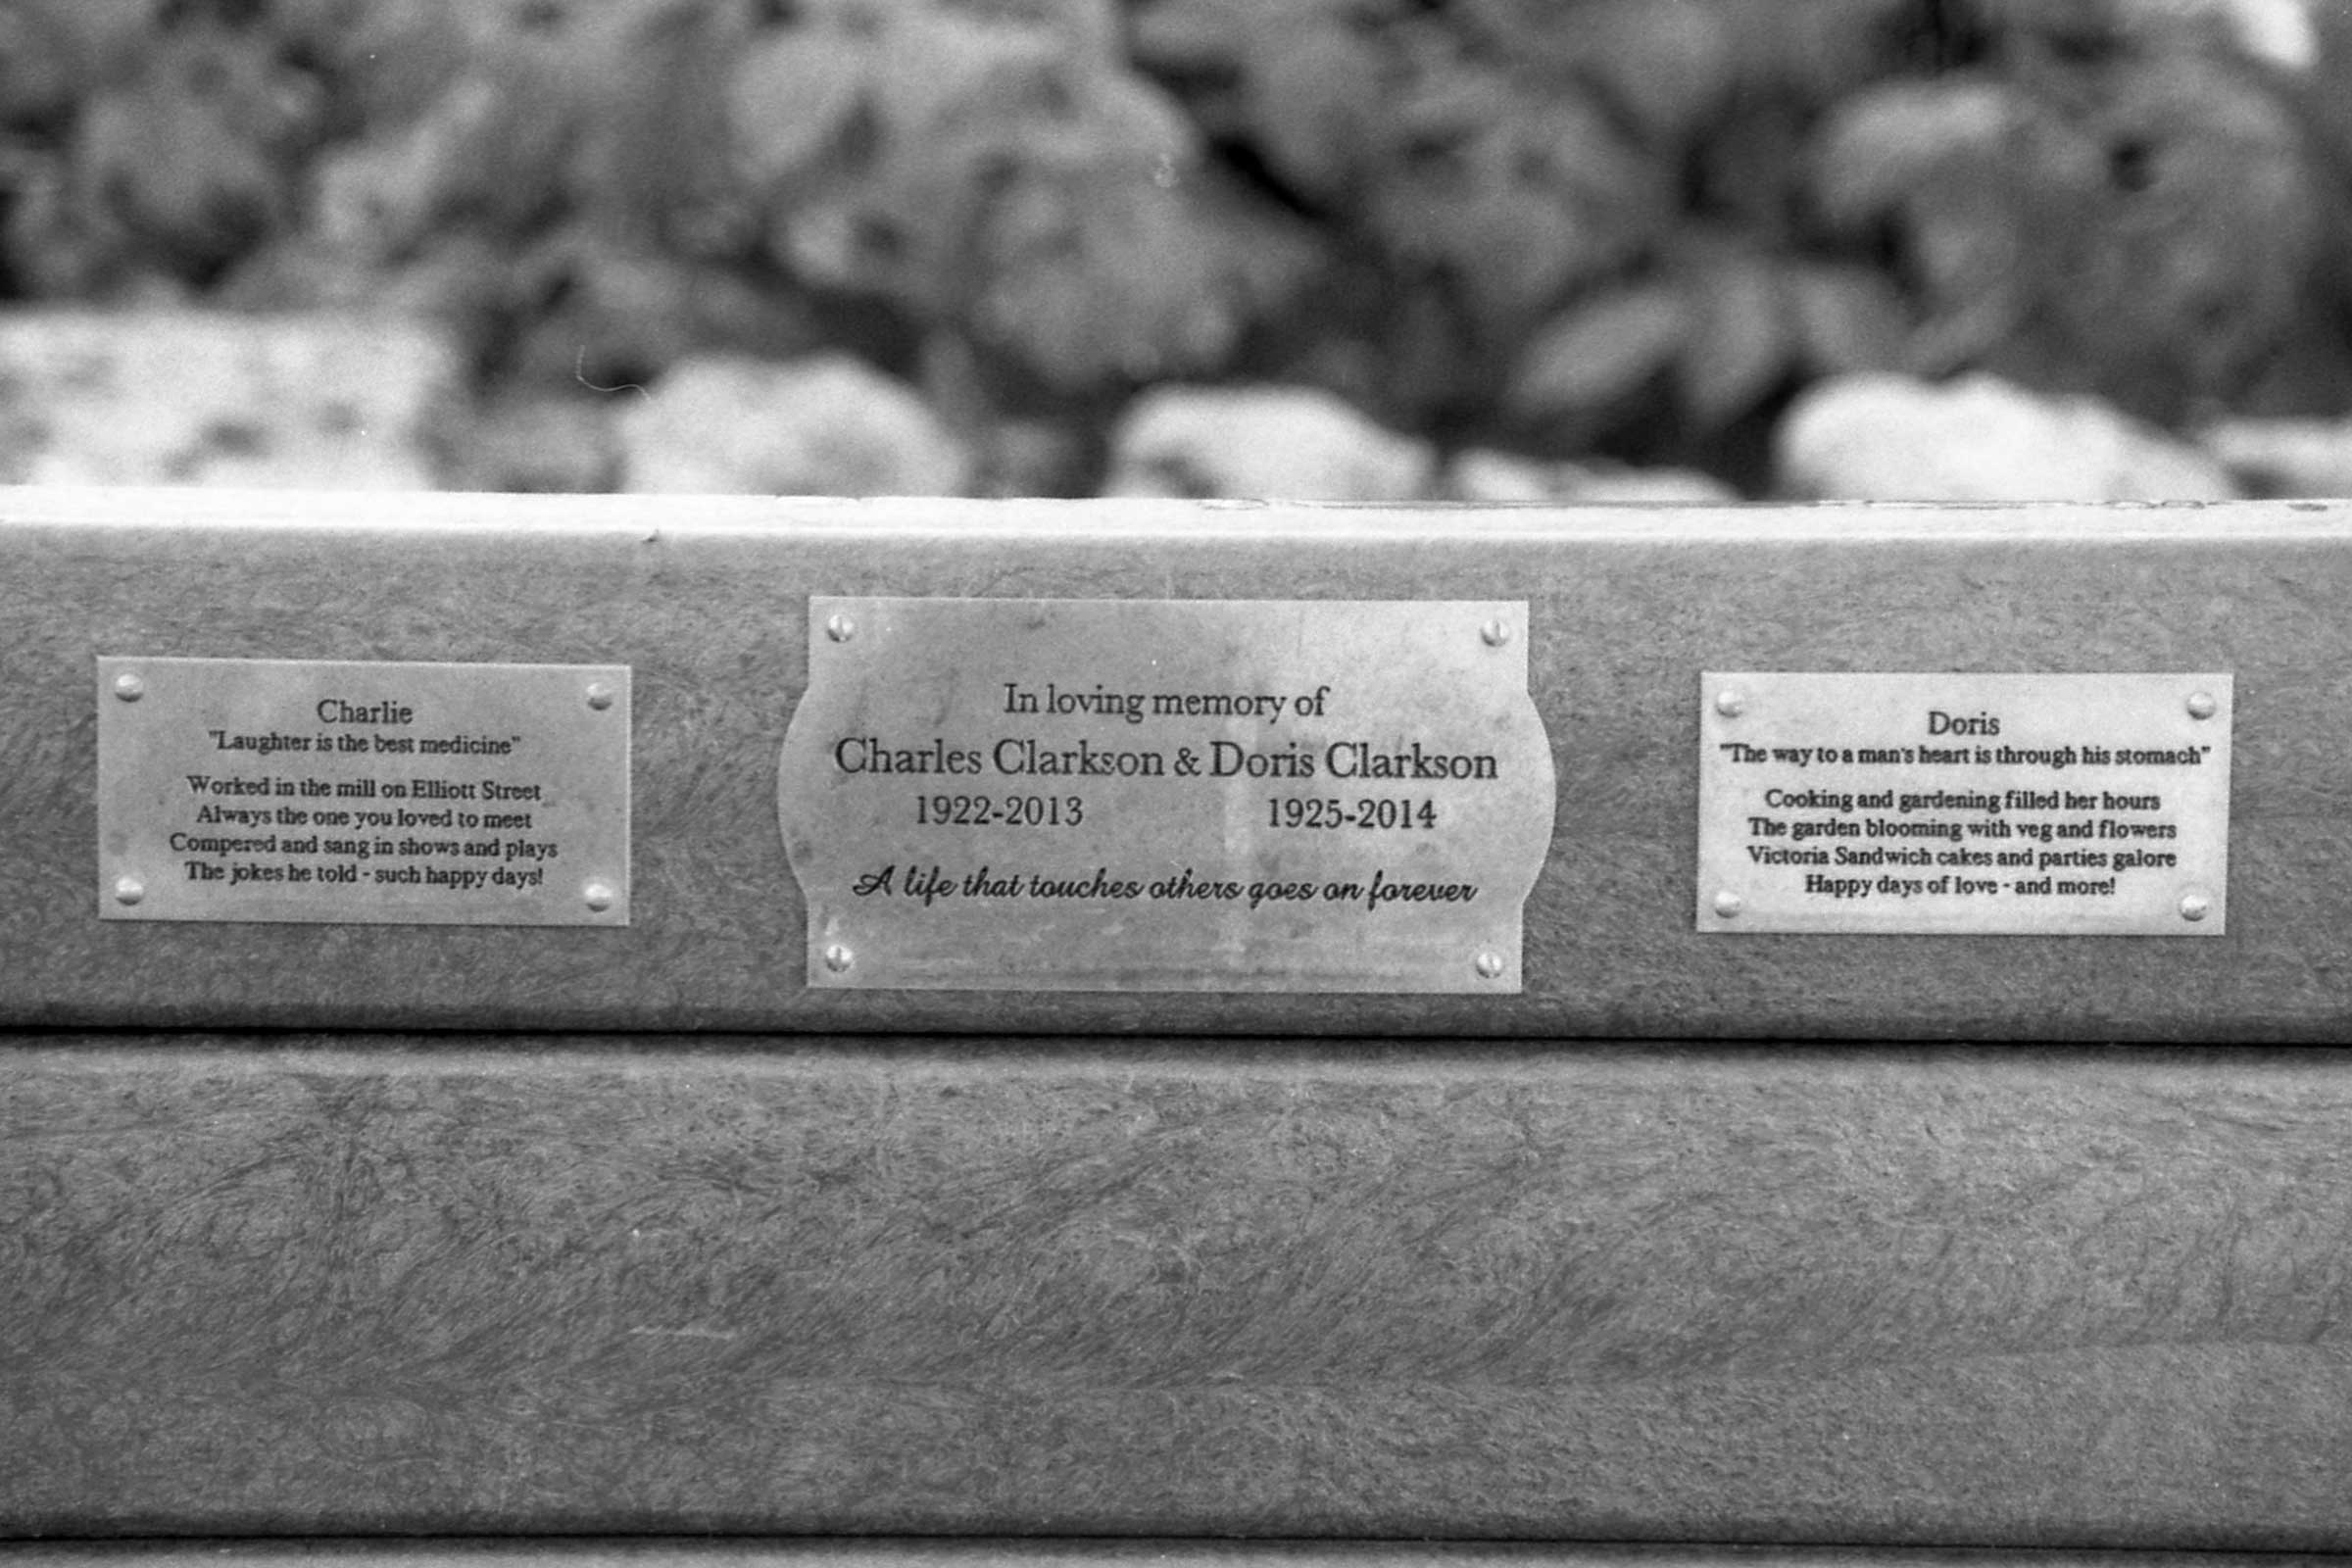 Charlie
"Laughter is the best medicine"
Worked in the mill on Elliott Street
Always the one you loved to meet
Compered and sang in shows and plays
The jokes he told - such happy days!
In loving memory of
Charles Clarkson & Doris Clarkson
1922-2013 1925-2014
A life that touches others goes on forever
Doris
"The way to a man's heart is through his stomach"
Cooking and gardening filled her hours
The garden blooming with veg and flowers
Victoria Sandwich cakes and parties galore
Happy days of love - and more!